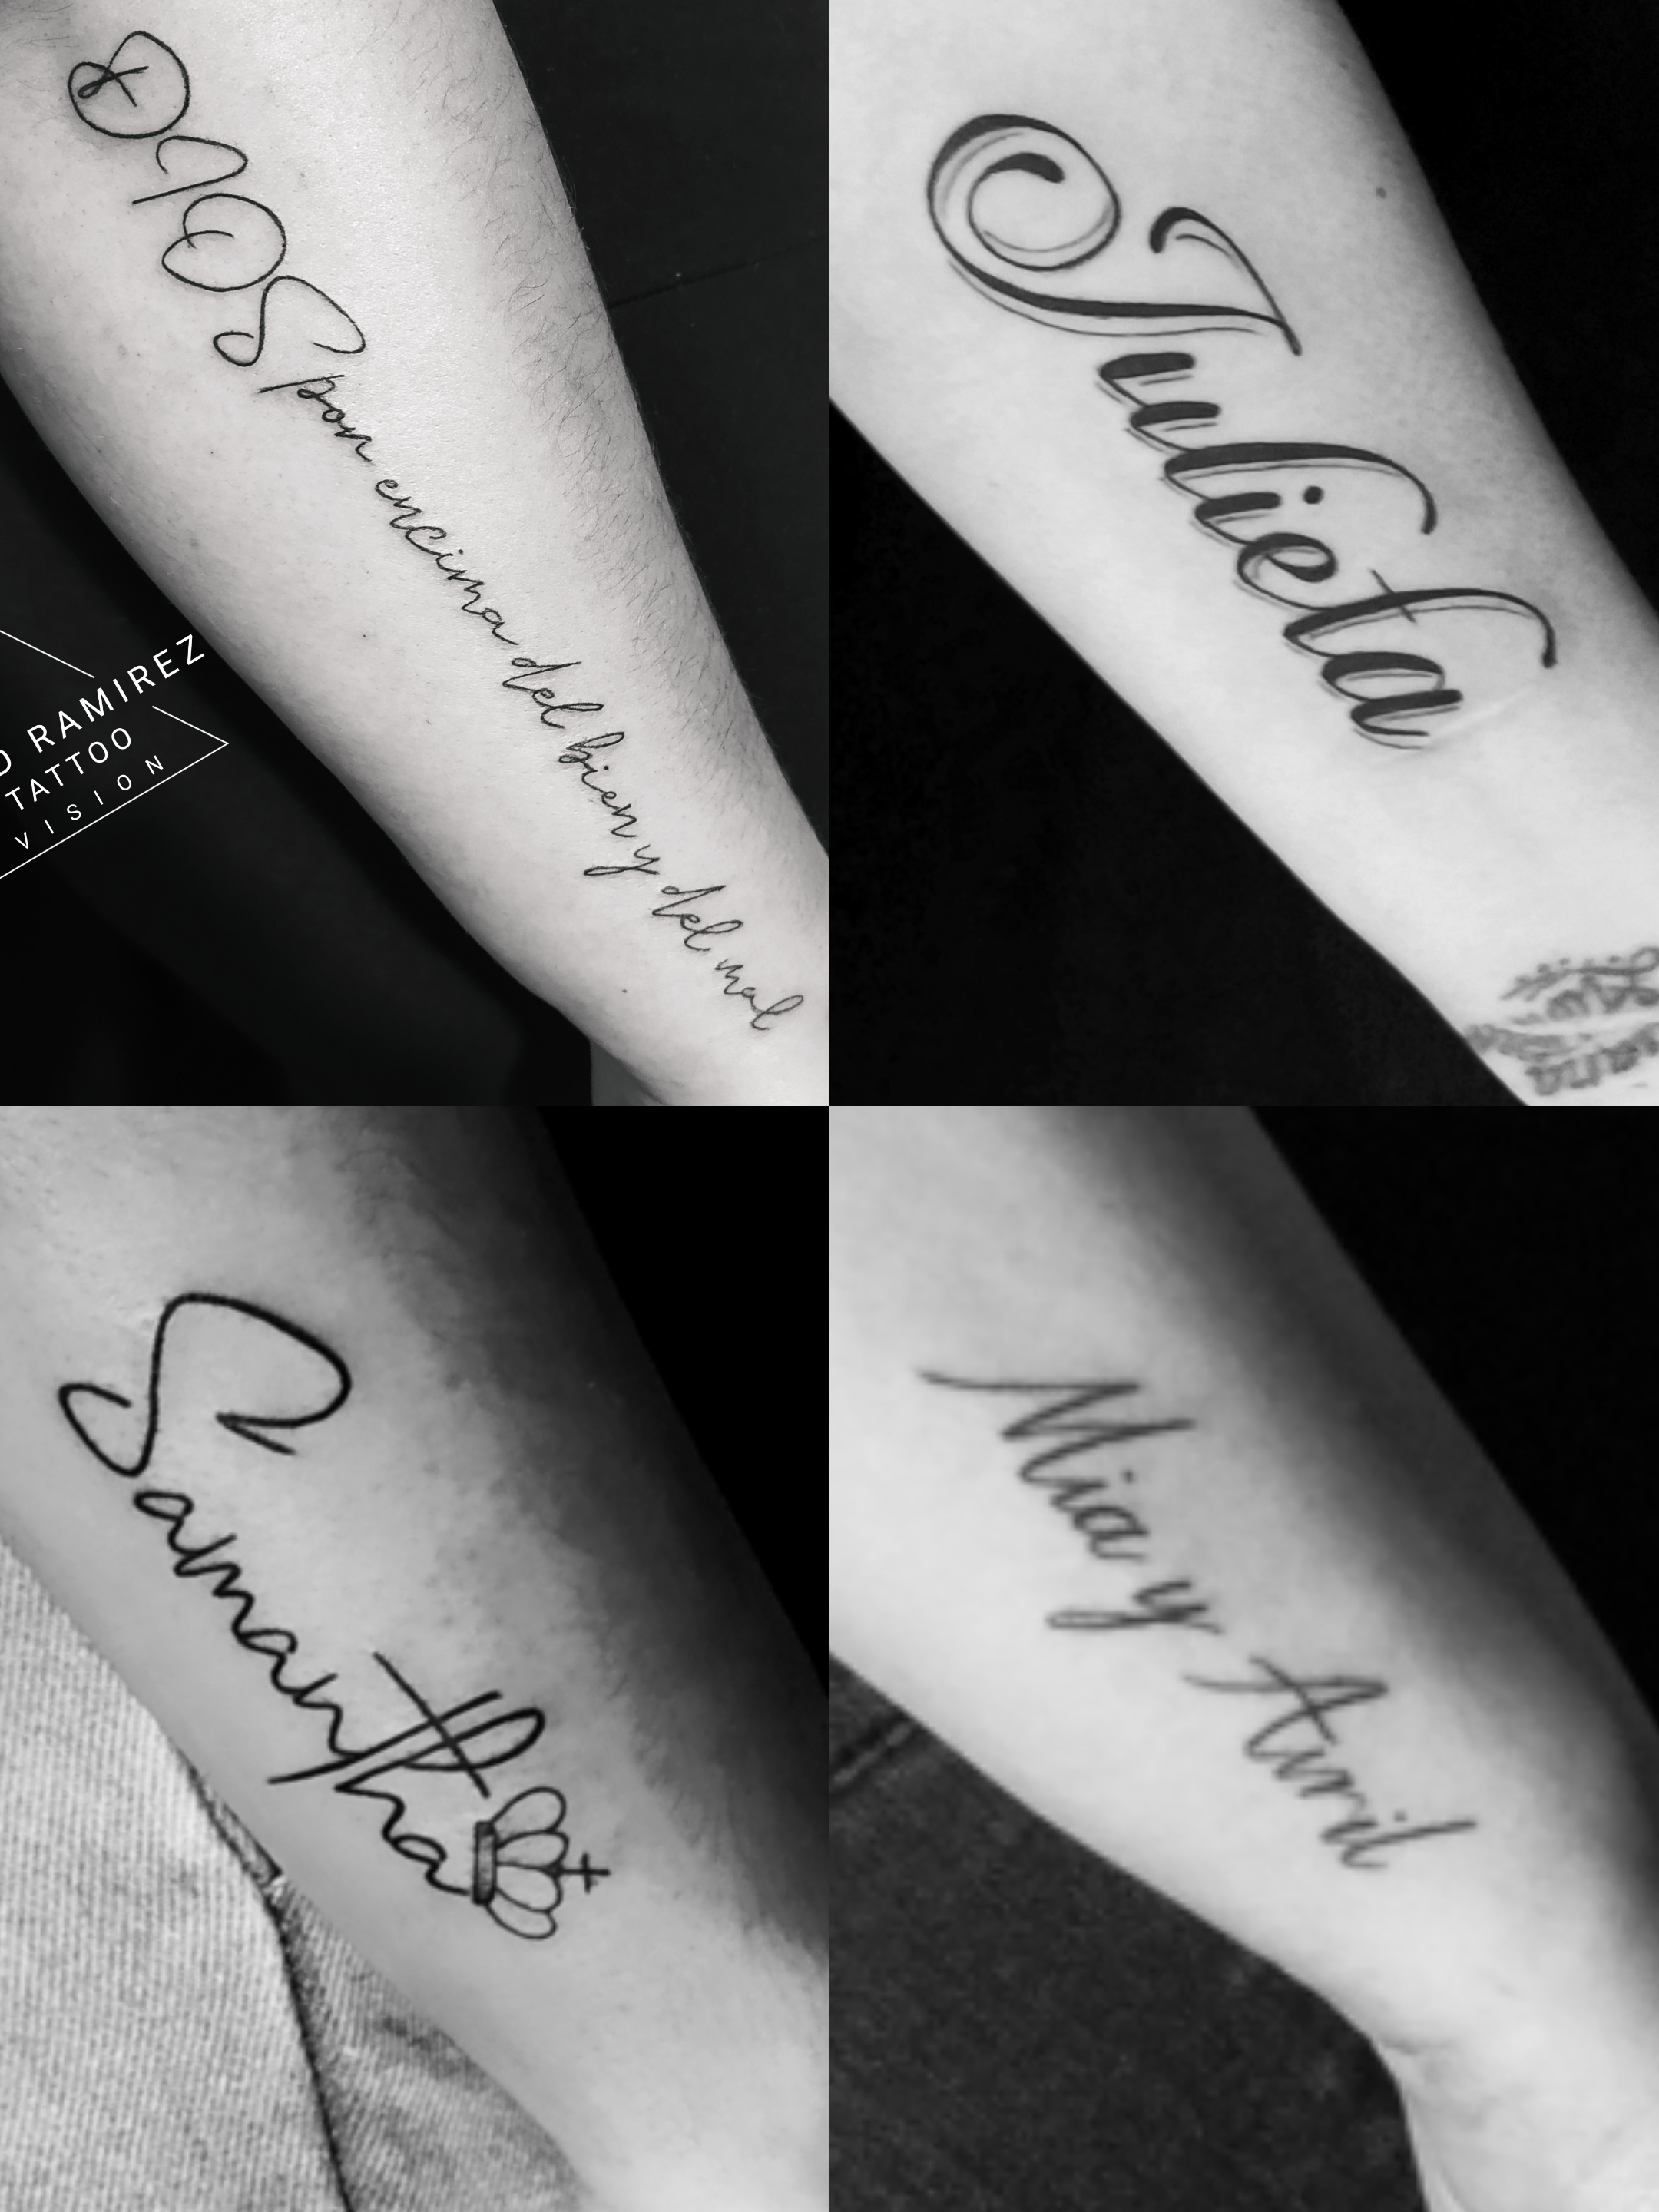 DIOS por encima del bien y del mal
RAMIREZ
TATTOO
VISION
Julieta
Samantha
Mia y Avril